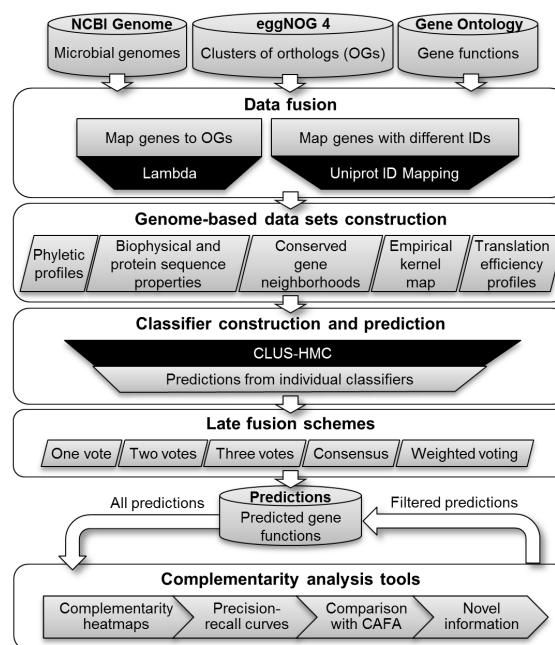 NCBI Genome
Microbial genomes
eggNOG 4
Clusters of orthologs (OGs)
Gene Ontology
Gene functions
Data fusion
Map genes to OGs
Lambda
Map genes with different IDs
Uniprot ID Mapping
Genome-based data sets construction
Phyletic
profiles
Biophysical and
protein sequence
properties
Conserved
gene
neighborhoods
Empirical
kernel
map
Translation
efficiency
profiles
Classifier construction and prediction
CLUS-HMC
Predictions from individual classifiers
Late fusion schemes
One vote
Two votes
Three votes
Consensus
Weighted voting
All predictions
Predictions
Predicted gene
functions
Filtered predictions
Complementarity analysis tools
Complementarity
heatmaps
Precision-
recall curves
Comparison
with CAFA
Novel
information